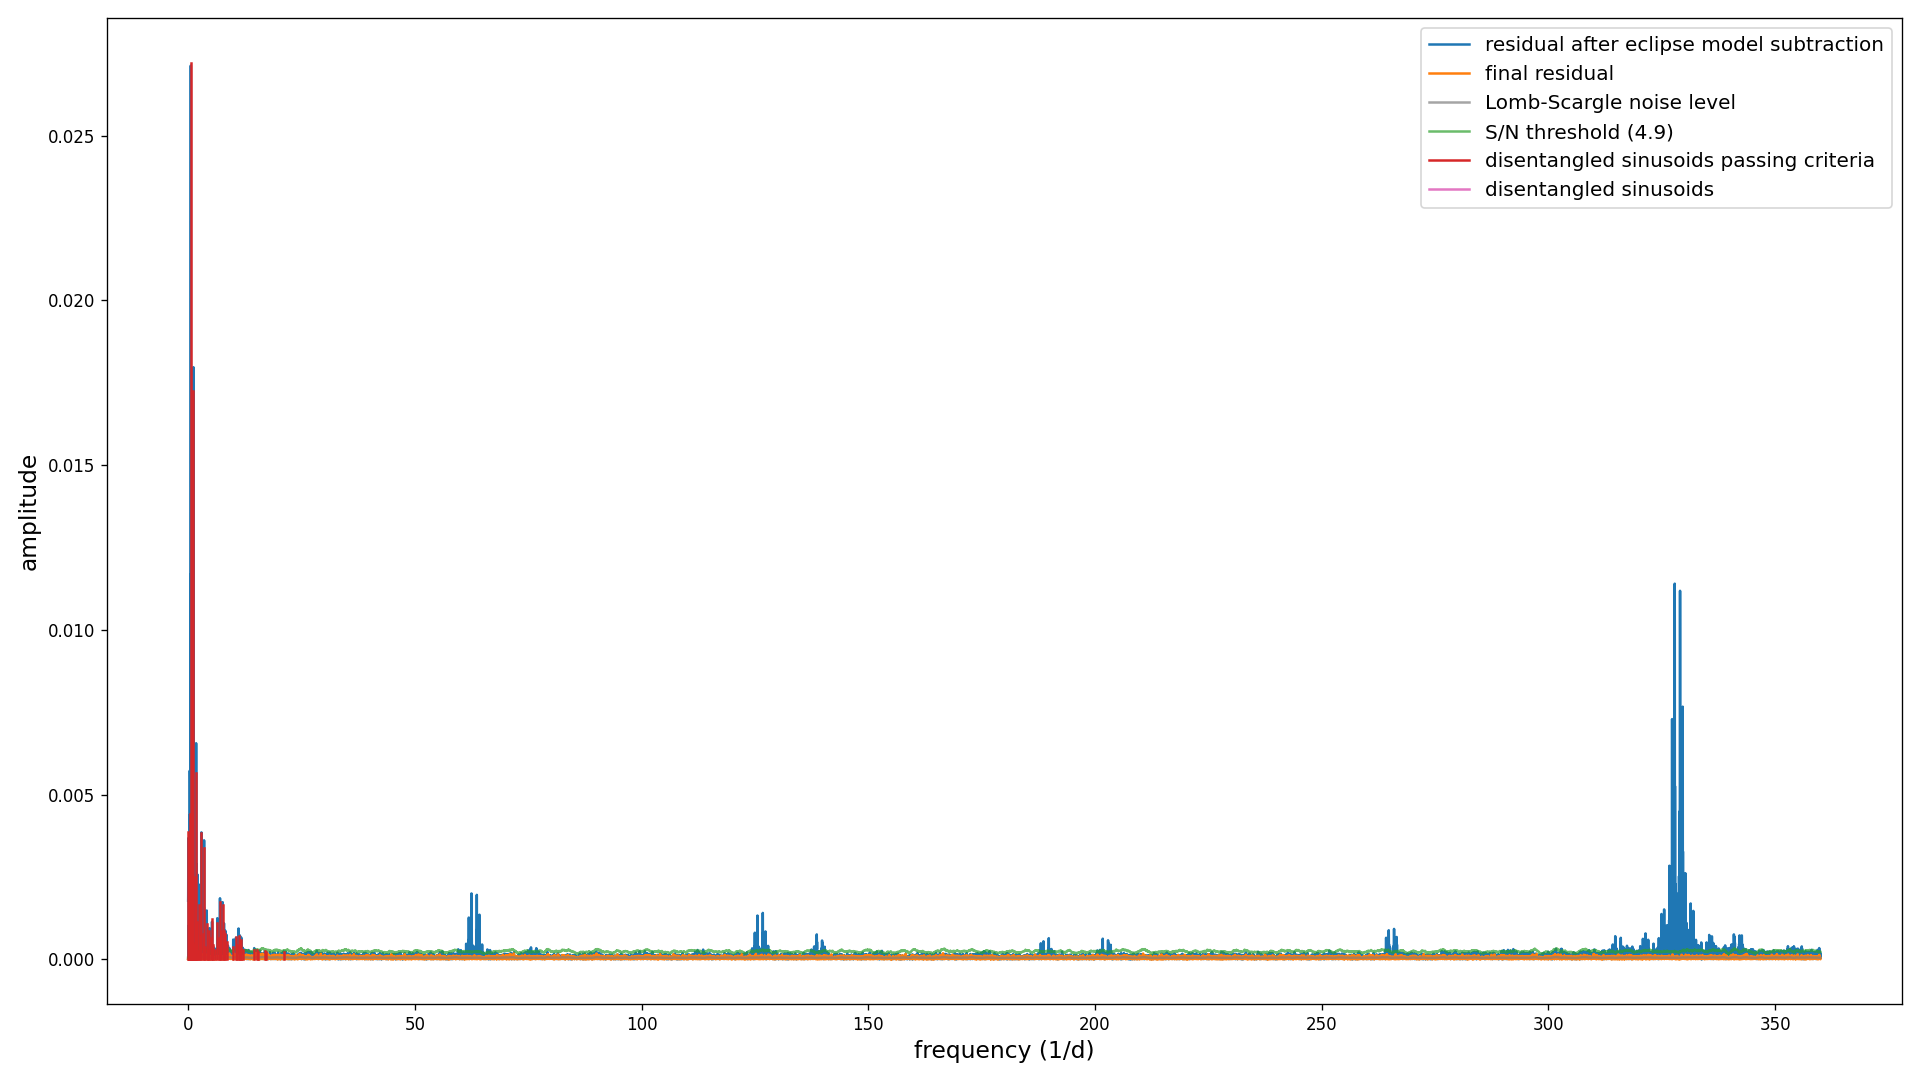 residual after eclipse model subtraction
final residual
Lomb-Scargle noise level
S/N threshold (4.9)
disentangled sinusoids passing criteria
disentangled sinusoids
amplitude
0.025
0.020
0.015
0.010
0.005
0.000
0 50 100 150 200 250 300 350
frequency (1/d)